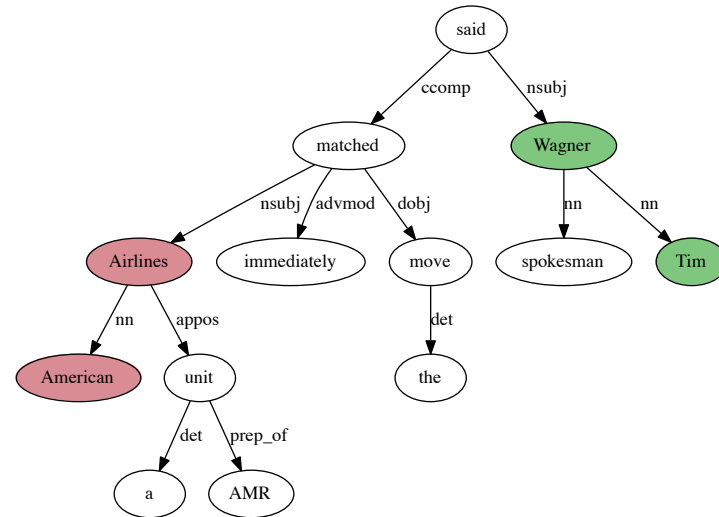 said
ccomp nsubj
matched Wagner
nsubj advmod dobj nn nn
Airlines immediately move spokesman Tim
nn appos det
American unit the
det prep_of
a AMR